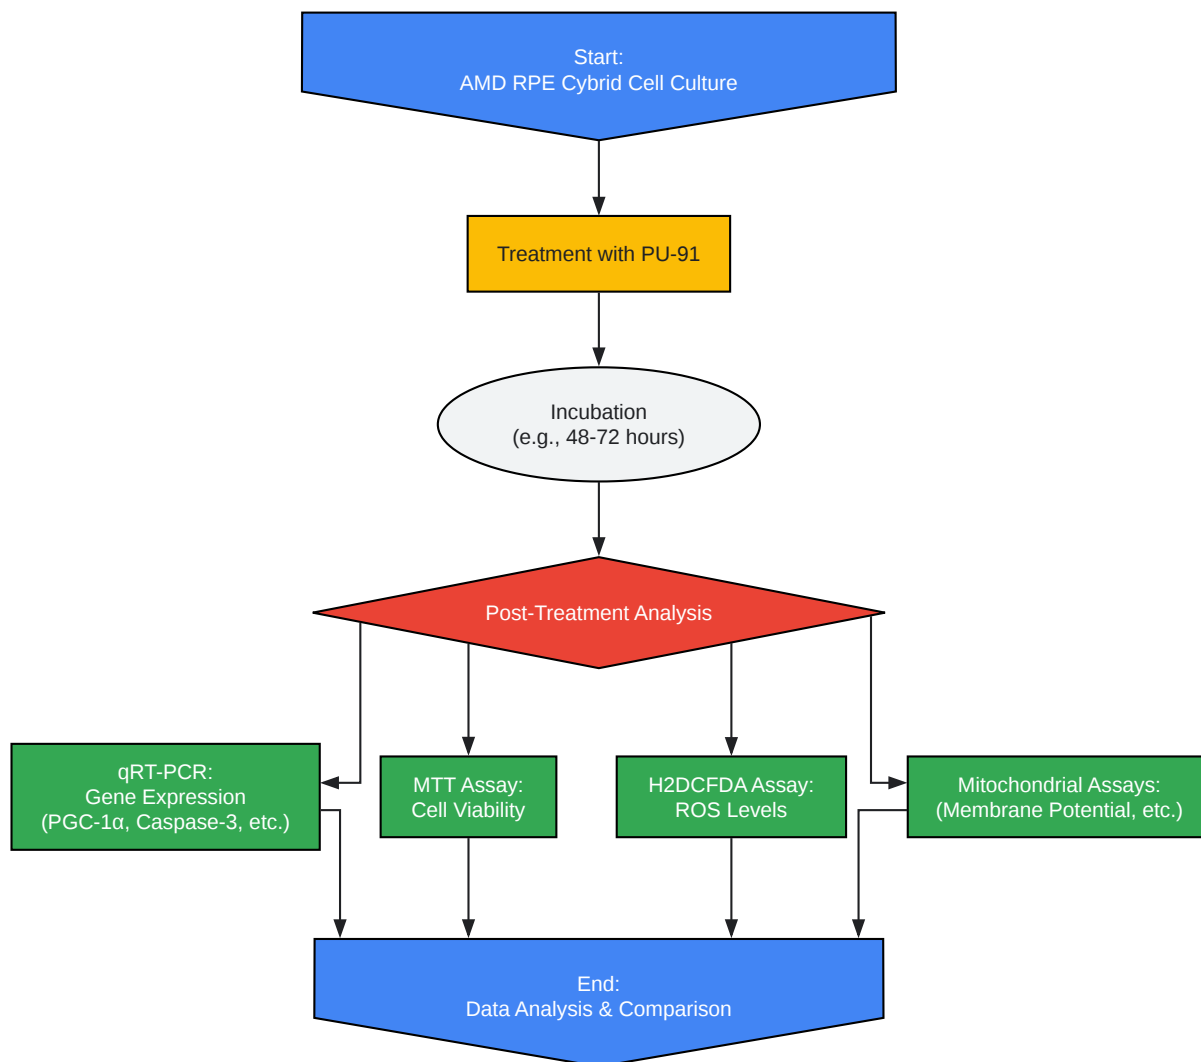 Start:
AMD RPE Cybrid Cell Culture
Treatment with PU-91
Incubation
(e.g., 48-72 hours)
Post-Treatment Analysis
qRT-PCR:
Gene Expression
(PGC-1α, Caspase-3, etc.)
MTT Assay:
Cell Viability
H2DCFDA Assay:
ROS Levels
Mitochondrial Assays:
(Membrane Potential, etc.)
End:
Data Analysis & Comparison